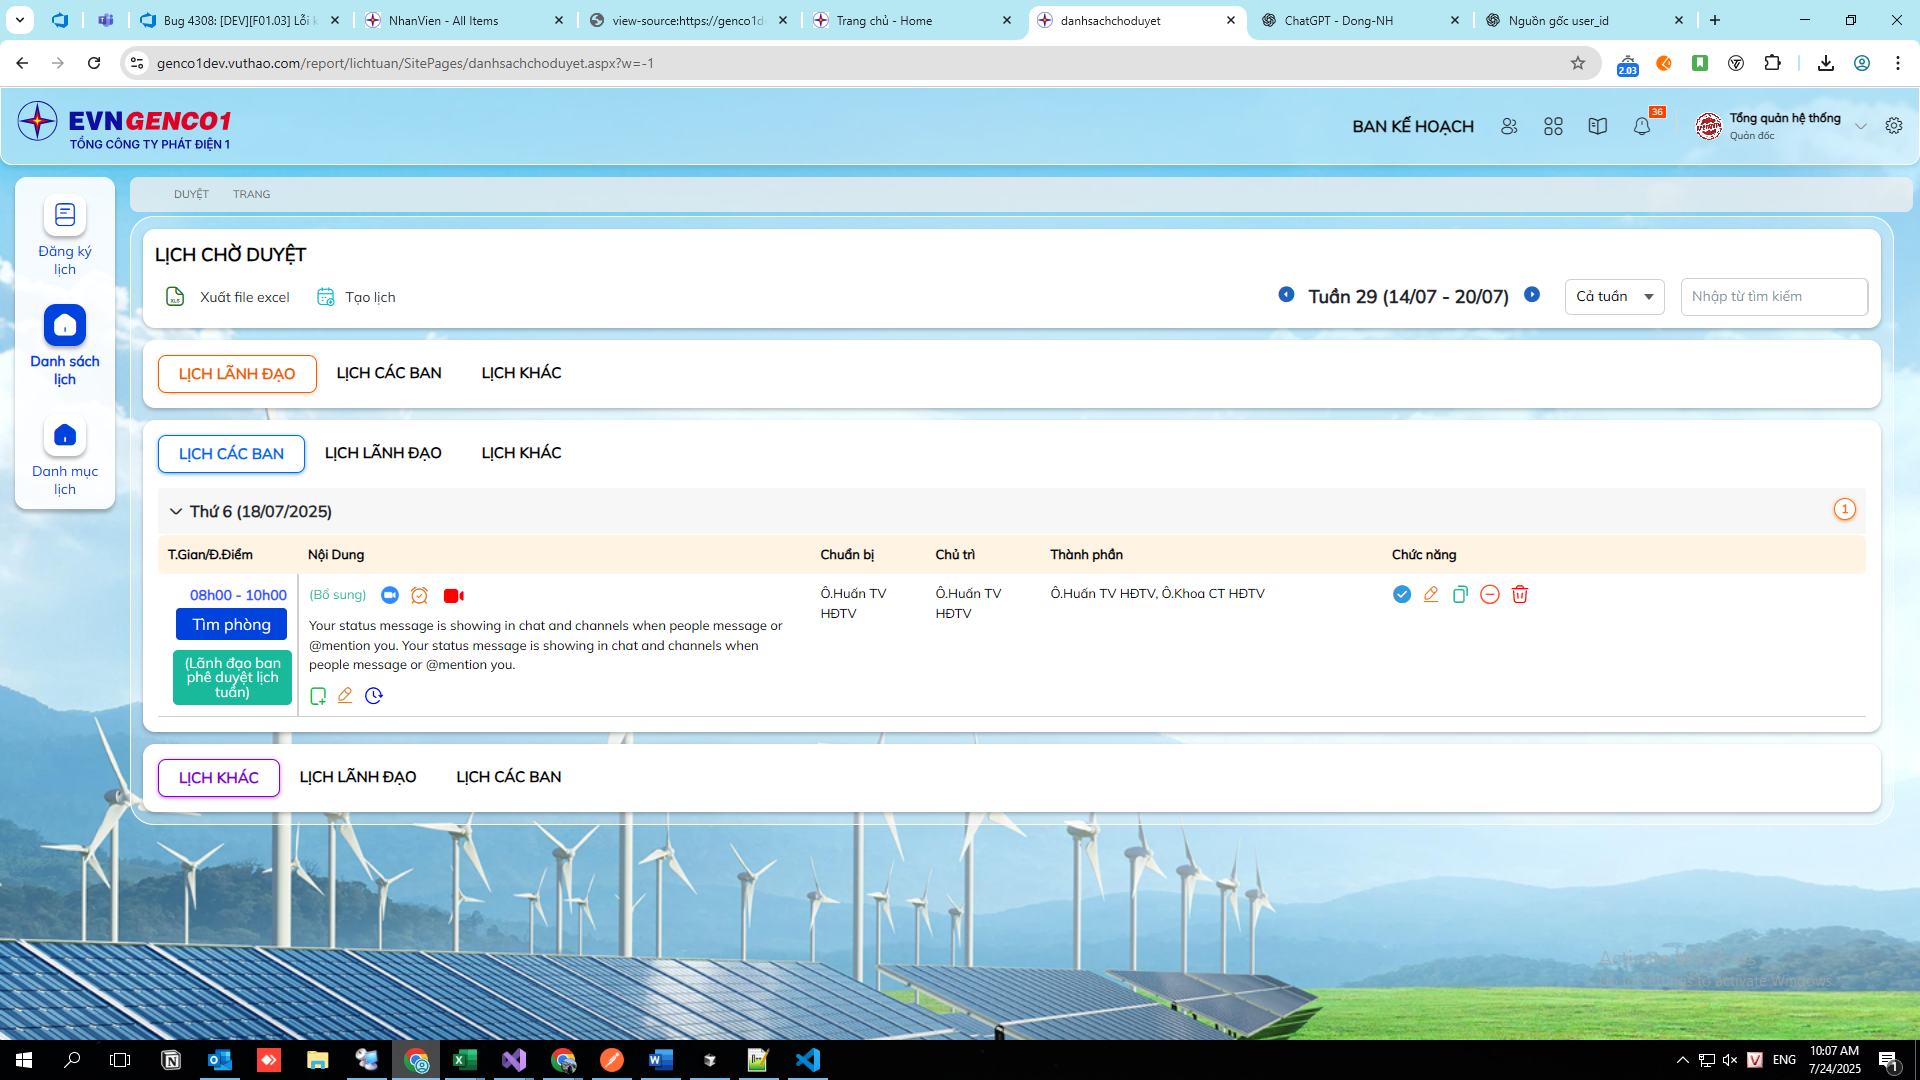 Bug 4308: [DEV][F01.03] Lỗi k
NhanVien - All Items
view-source:https://genco1d
Trang chủ - Home
danhsachchoduyet
ChatGPT - Dong-NH
Nguồn gốc user_id
genco1dev.vuthao.com/report/lichtuan/SitePages/danhsachchoduyet.aspx?w=-1
2.03
EVNGENCO1
TỔNG CÔNG TY PHÁT ĐIỆN 1
BAN KẾ HOẠCH
36
Tổng quản hệ thống
Quản đốc
DUYỆT
TRANG
Đăng ký
lịch
Danh sách
lịch
Danh mục
lịch
LỊCH CHỜ DUYỆT
XLS
Xuất file excel
Tạo lịch
Tuần 29 (14/07 - 20/07)
Cả tuần
Nhập từ tìm kiếm
LỊCH LÃNH ĐẠO
LỊCH CÁC BAN
LỊCH KHÁC
LỊCH CÁC BAN
LỊCH LÃNH ĐẠO
LỊCH KHÁC
Thứ 6 (18/07/2025)
1
T.Gian/Đ.Điểm
Nội Dung
Chuẩn bị
Chủ trì
Thành phần
Chức năng
08h00 - 10h00
Tìm phòng
(Lãnh đạo ban
phê duyệt lịch
tuần)
(Bổ sung)
Your status message is showing in chat and channels when people message or
@mention you. Your status message is showing in chat and channels when
people message or @mention you.
Ô.Huấn TV
HĐTV
Ô.Huấn TV
HĐTV
Ô.Huấn TV HĐTV, Ô.Khoa CT HĐTV
LỊCH KHÁC
LỊCH LÃNH ĐẠO
LỊCH CÁC BAN
ENG
10:07 AM
7/24/2025
1